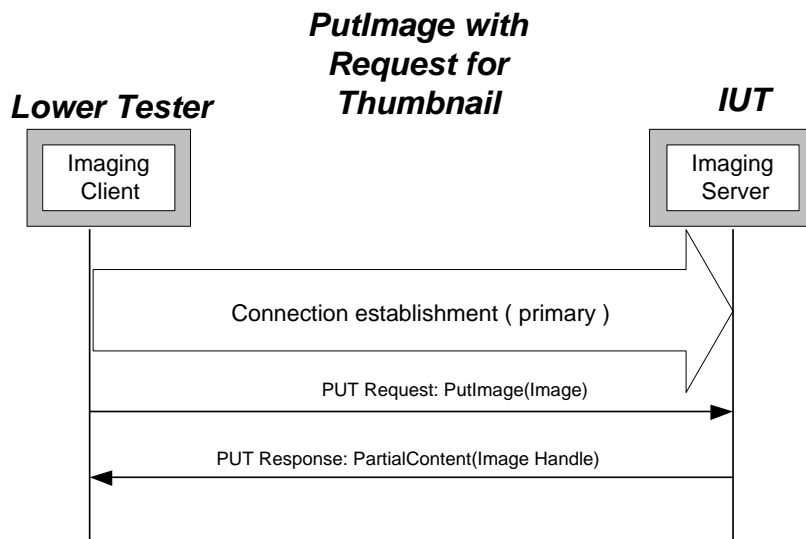 PutImage with
Request for
Thumbnail
Lower Tester
IUT
Imaging
Client
Imaging
Server
Connection establishment ( primary )
PUT Request: PutImage(Image)
PUT Response: PartialContent(Image Handle)